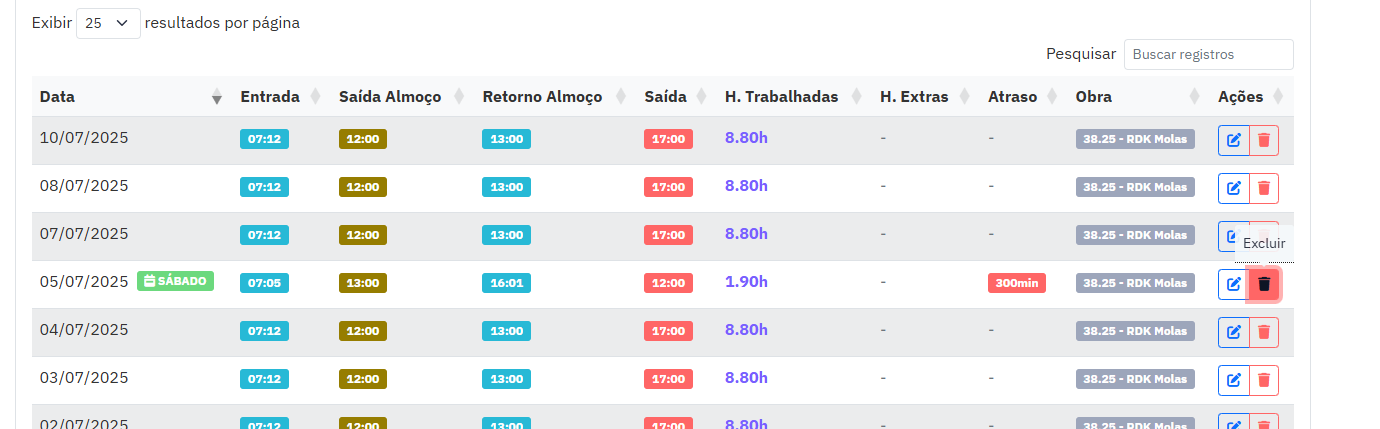 Exibir 25 resultados por página
Pesquisar Buscar registros
Data Entrada Saída Almoço Retorno Almoço Saída H. Trabalhadas H. Extras Atraso Obra Ações
10/07/2025 07:12 12:00 13:00 17:00 8.80h - - 38.25 - RDK Molas
08/07/2025 07:12 12:00 13:00 17:00 8.80h - - 38.25 - RDK Molas
07/07/2025 07:12 12:00 13:00 17:00 8.80h - - 38.25 - RDK Molas
Excluir
05/07/2025 SÁBADO 07:05 13:00 16:01 12:00 1.90h - 300min 38.25 - RDK Molas
04/07/2025 07:12 12:00 13:00 17:00 8.80h - - 38.25 - RDK Molas
03/07/2025 07:12 12:00 13:00 17:00 8.80h - - 38.25 - RDK Molas
02/07/2025 07:12 12:00 13:00 17:00 8.80h - - 38.25 - RDK Molas